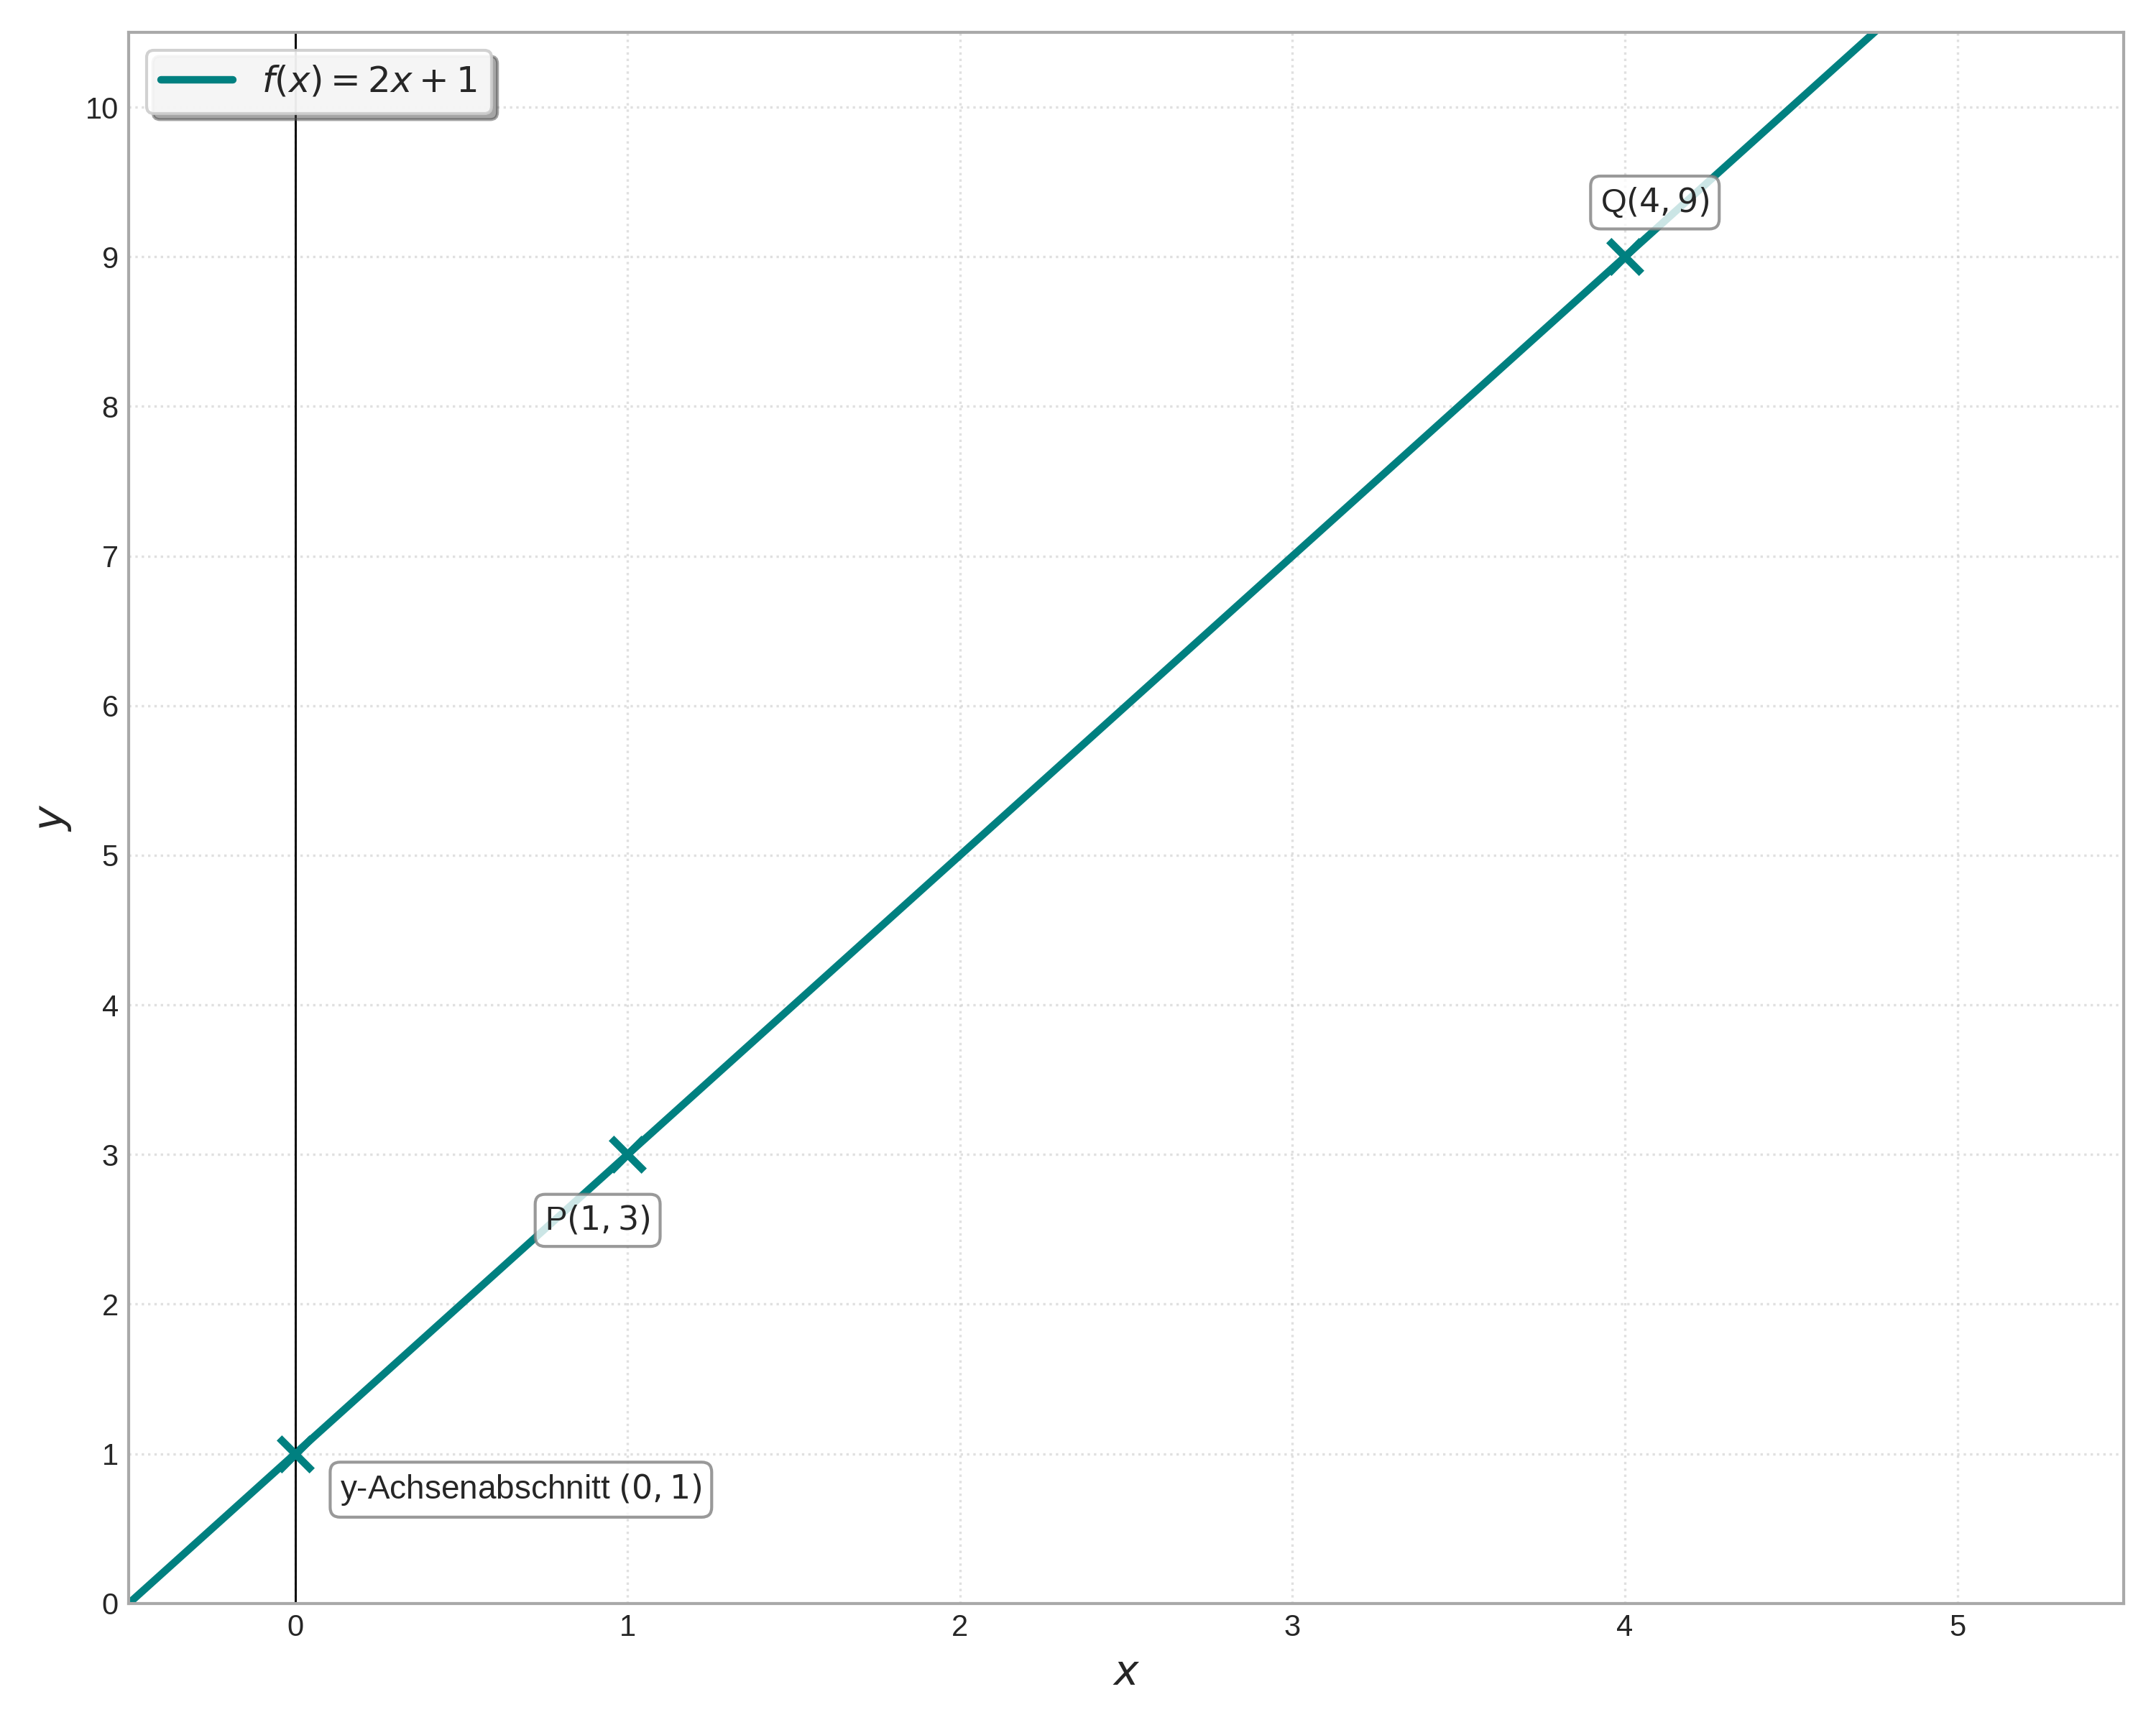 f(x) = 2x + 1
10
Q(4, 9)
9
8
7
6
y
5
4
3
P(1, 3)
2
1
y-Achsenabschnitt (0, 1)
0
0 1 2 3 4 5
x